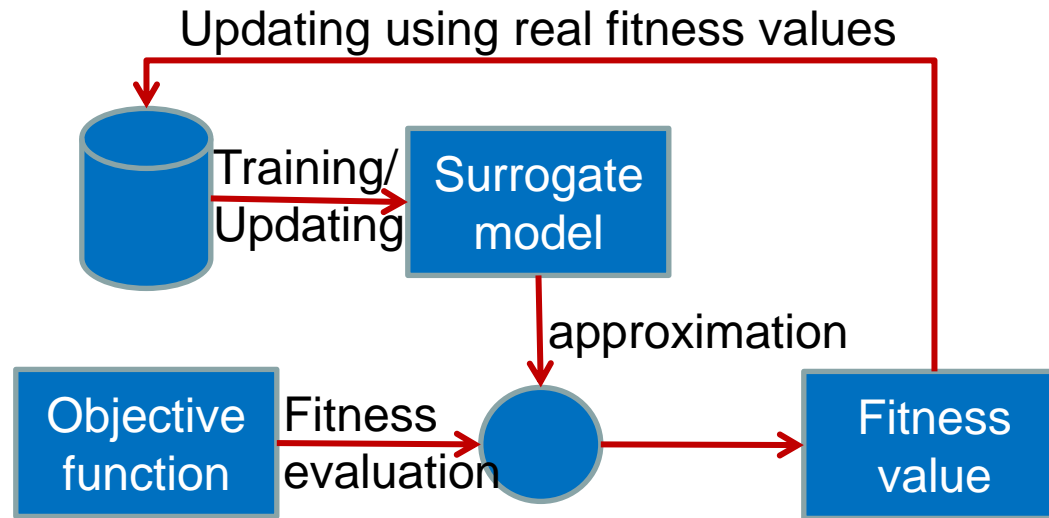 Updating using real fitness values
Training/
Updating
Surrogate
model
approximation
Objective
function
Fitness
evaluation
Fitness
value